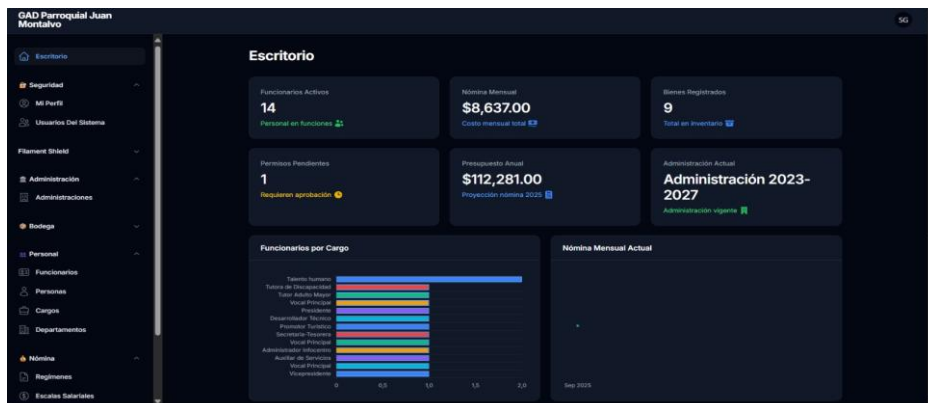 GAD Parroquial Juan
Montalvo
SG
Escritorio
Seguridad
Mi Perfil
Usuarios Del Sistema
Filament Shield
Administración
Administraciones
Bodega
Personal
Funcionarios
Personas
Cargos
Departamentos
Nómina
Regimenes
Escalas Salariales
Escritorio
Funcionarios Activos
14
Personal en funciones
Nómina Mensual
$8,637.00
Costo mensual total
Bienes Registrados
9
Total en inventario
Permisos Pendientes
1
Requieren aprobación
Presupuesto Anual
$112,281.00
Proyección nómina 2025
Administración Actual
Administración 2023-
2027
Administración vigente
Funcionarios por Cargo
Talento humano
Tutora de Discapacidad
Tutor Adulto Mayor
Vocal Principal
Presidente
Desarrollador Técnico
Promotor Turístico
Secretaria-Tesorera
Vocal Principal
Administrador Infocentro
Auxiliar de Servicios
Vocal Principal
Vicepresidente
0 0,5 1,0 1,5 2,0
Nómina Mensual Actual
Sep 2025